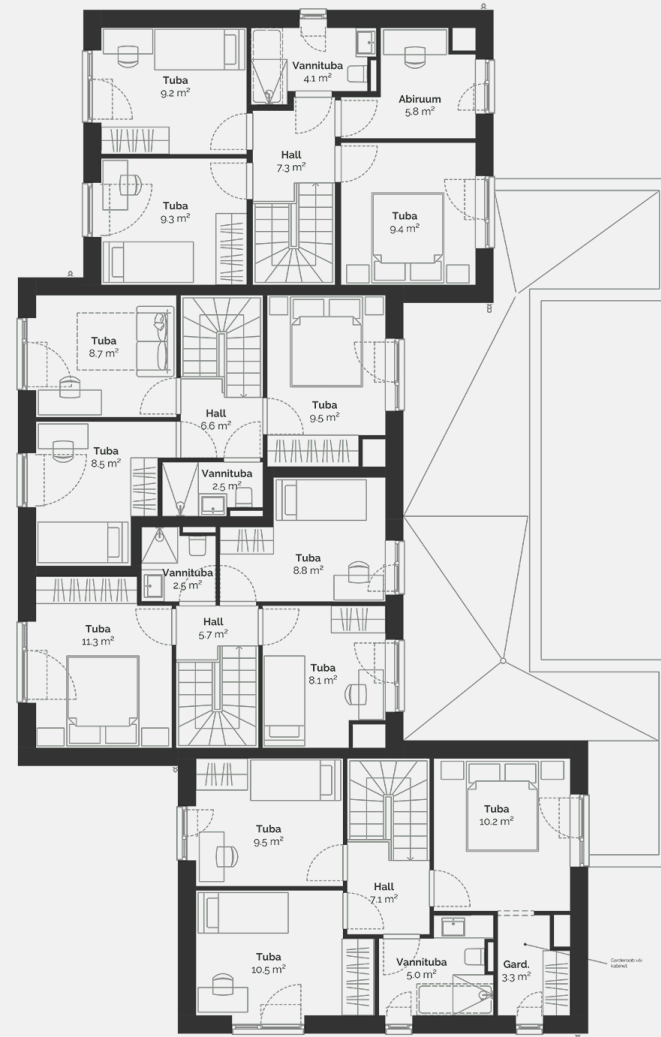 Tuba
9.2 m²
Vannituba
4.1 m²
Abiruum
5.8 m²
Hall
7.3 m²
Tuba
9.3 m²
Tuba
9.4 m²
Tuba
8.7 m²
Tuba
9.5 m²
Hall
6.6 m²
Tuba
8.5 m²
Vannituba
2.5 m²
Tuba
8.8 m²
Vannituba
2.5 m²
Hall
5.7 m²
Tuba
11.3 m²
Tuba
8.1 m²
Tuba
9.5 m²
Tuba
10.2 m²
Hall
7.1 m²
Tuba
10.5 m²
Vannituba
5.0 m²
Gard.
3.3 m²
Garderoob või
kabinet